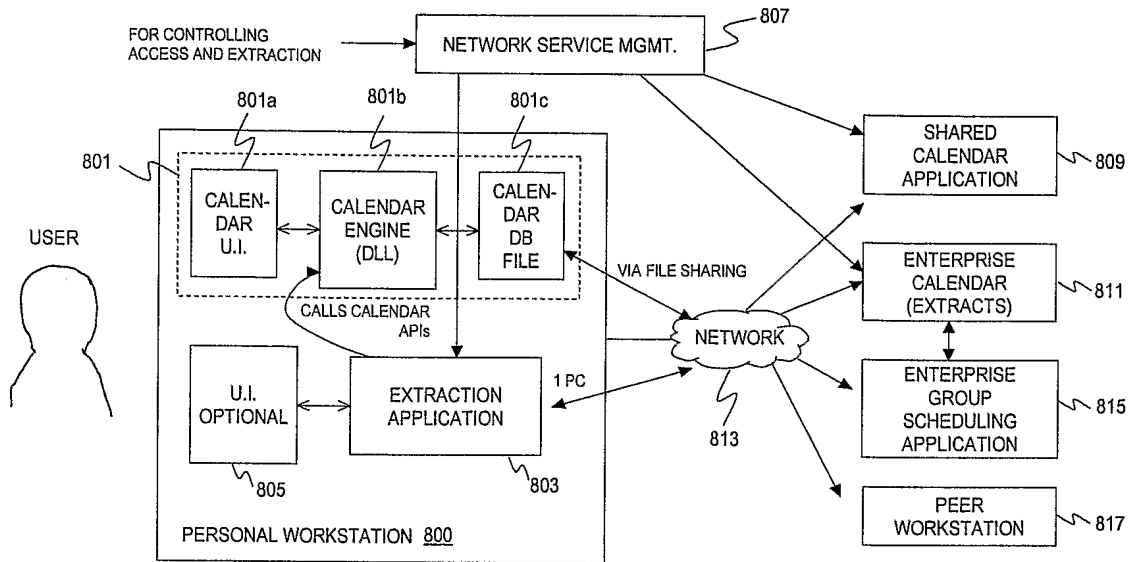 FOR CONTROLLING
ACCESS AND EXTRACTION
NETWORK SERVICE MGMT.
807
801a
801b
801c
801
CALEN-
DAR
U.I.
CALENDAR
ENGINE
(DLL)
CALEN-
DAR
DB
FILE
SHARED
CALENDAR
APPLICATION
809
USER
VIA FILE SHARING
ENTERPRISE
CALENDAR
(EXTRACTS)
811
CALLS CALENDAR
APIs
NETWORK
813
1 PC
U.I.
OPTIONAL
805
EXTRACTION
APPLICATION
803
ENTERPRISE
GROUP
SCHEDULING
APPLICATION
815
PERSONAL WORKSTATION 800
PEER
WORKSTATION
817